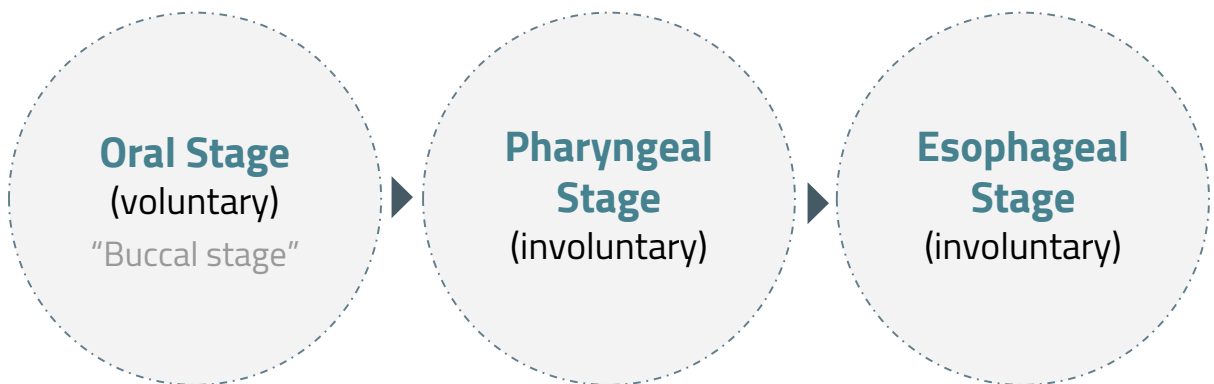 Oral Stage
(voluntary)
“Buccal stage”
Pharyngeal
Stage
(involuntary)
Esophageal
Stage
(involuntary)